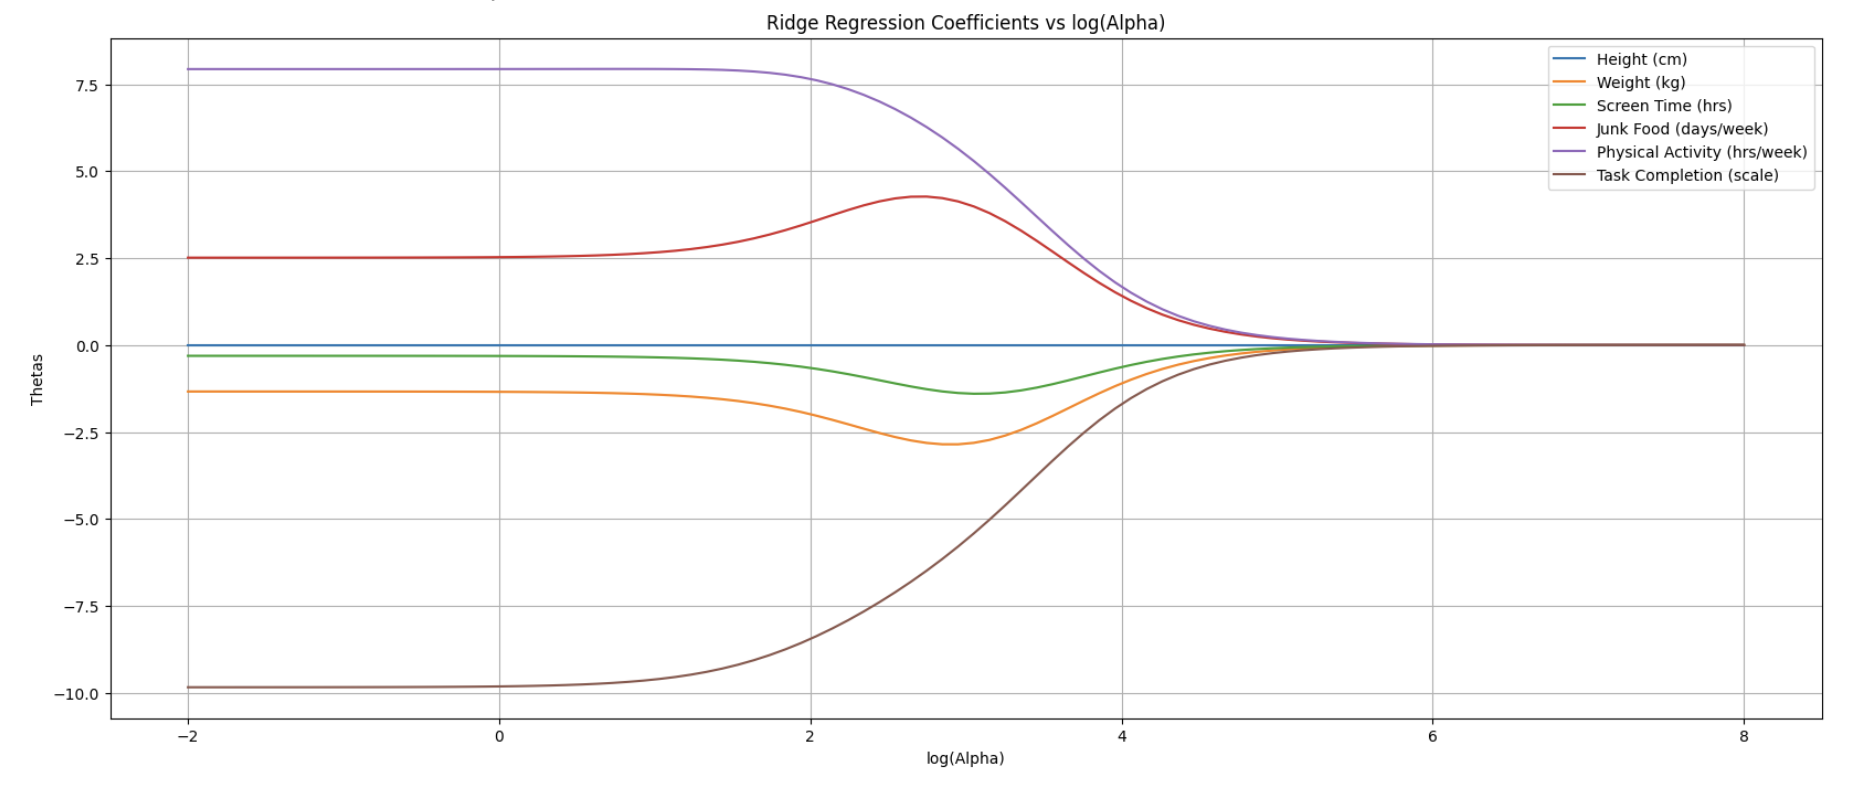 Ridge Regression Coefficients vs log(Alpha)
Height (cm)
Weight (kg)
Screen Time (hrs)
Junk Food (days/week)
Physical Activity (hrs/week)
Task Completion (scale)
7.5
5.0
2.5
0.0
−2.5
−5.0
−7.5
−10.0
Thetas
−2 0 2 4 6 8
log(Alpha)